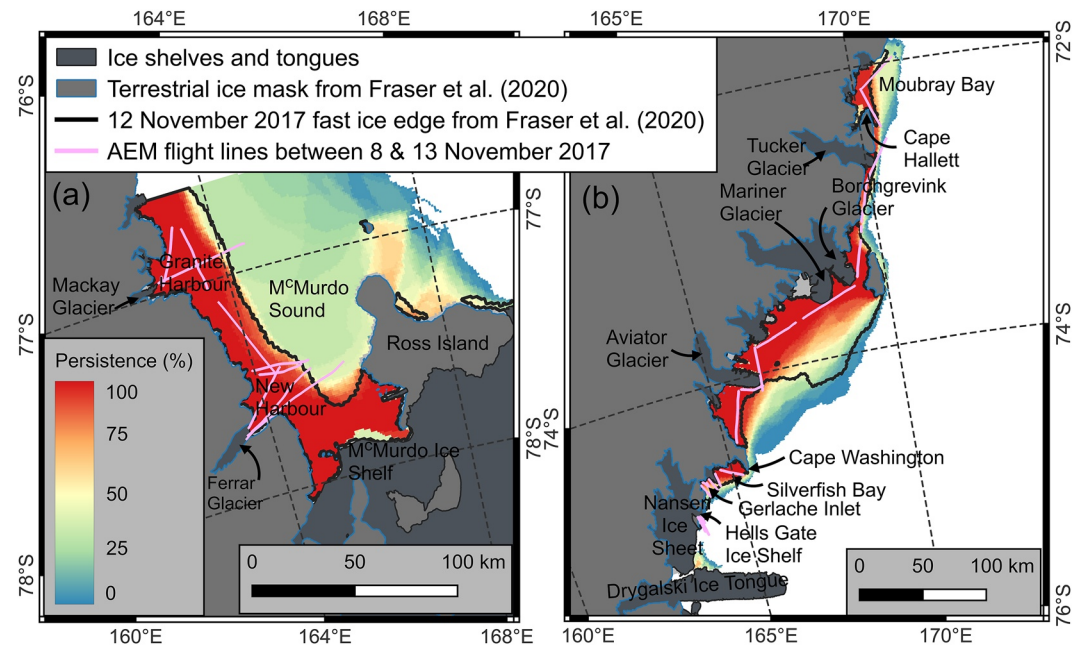 164°E
168°E
165°E
170°E
72°S
76°S
Ice shelves and tongues
Terrestrial ice mask from Fraser et al. (2020)
12 November 2017 fast ice edge from Fraser et al. (2020)
AEM flight lines between 8 & 13 November 2017
(a)
77°S
Granite
Harbour
Mackay
Glacier
McMurdo
Sound
77°S
Ross Island
New
Harbour
McMurdo Ice
Shelf
78°S
Ferrar
Glacier
Persistence (%)
100
75
50
25
0
0
50
100 km
78°S
160°E
164°E
168°E
(b)
Moubray Bay
Cape
Hallett
Tucker
Glacier
Mariner
Glacier
Borchgrevink
Glacier
74°S
Aviator
Glacier
74°S
Cape Washington
Silverfish Bay
Gerlache Inlet
Nansen
Ice
Sheet
Hells Gate
Ice Shelf
Drygalski Ice Tongue
0
50
100 km
76°S
160°E
165°E
170°E